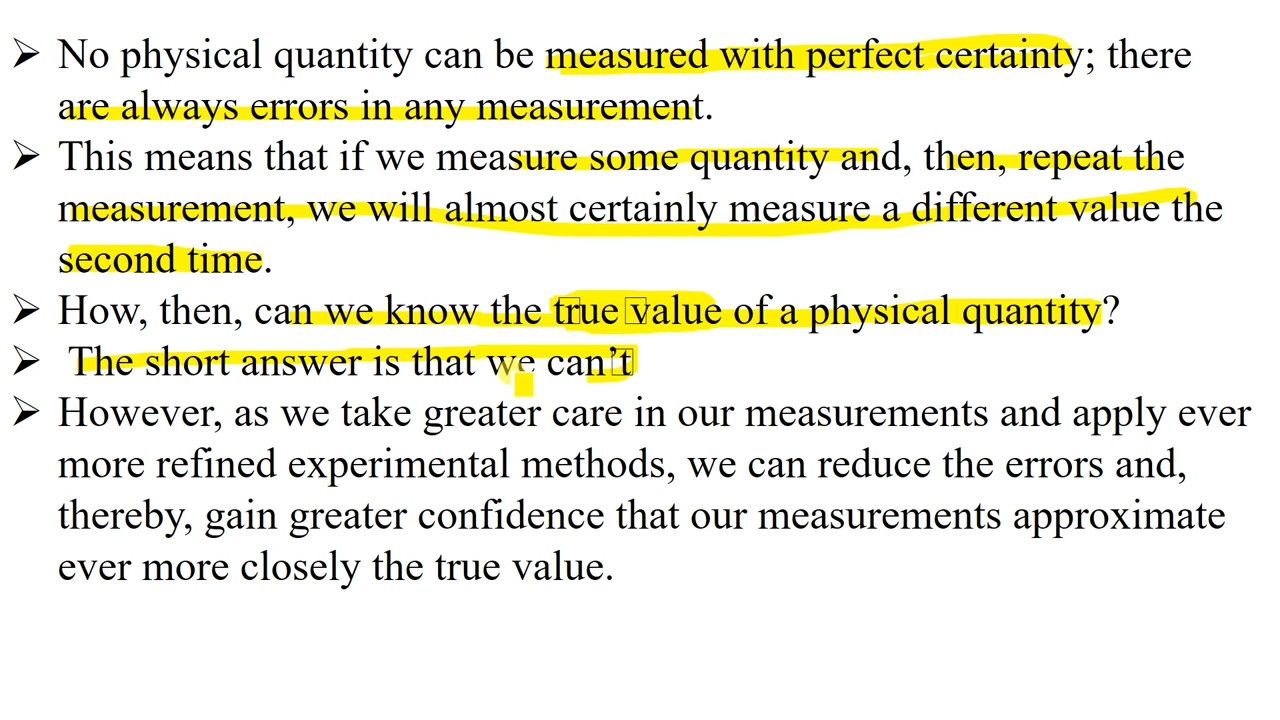 ➢ No physical quantity can be measured with perfect certainty; there
are always errors in any measurement.
➢ This means that if we measure some quantity and, then, repeat the
measurement, we will almost certainly measure a different value the
second time.
➢ How, then, can we know the true value of a physical quantity?
➢ The short answer is that we can’t
➢ However, as we take greater care in our measurements and apply ever
more refined experimental methods, we can reduce the errors and,
thereby, gain greater confidence that our measurements approximate
ever more closely the true value.